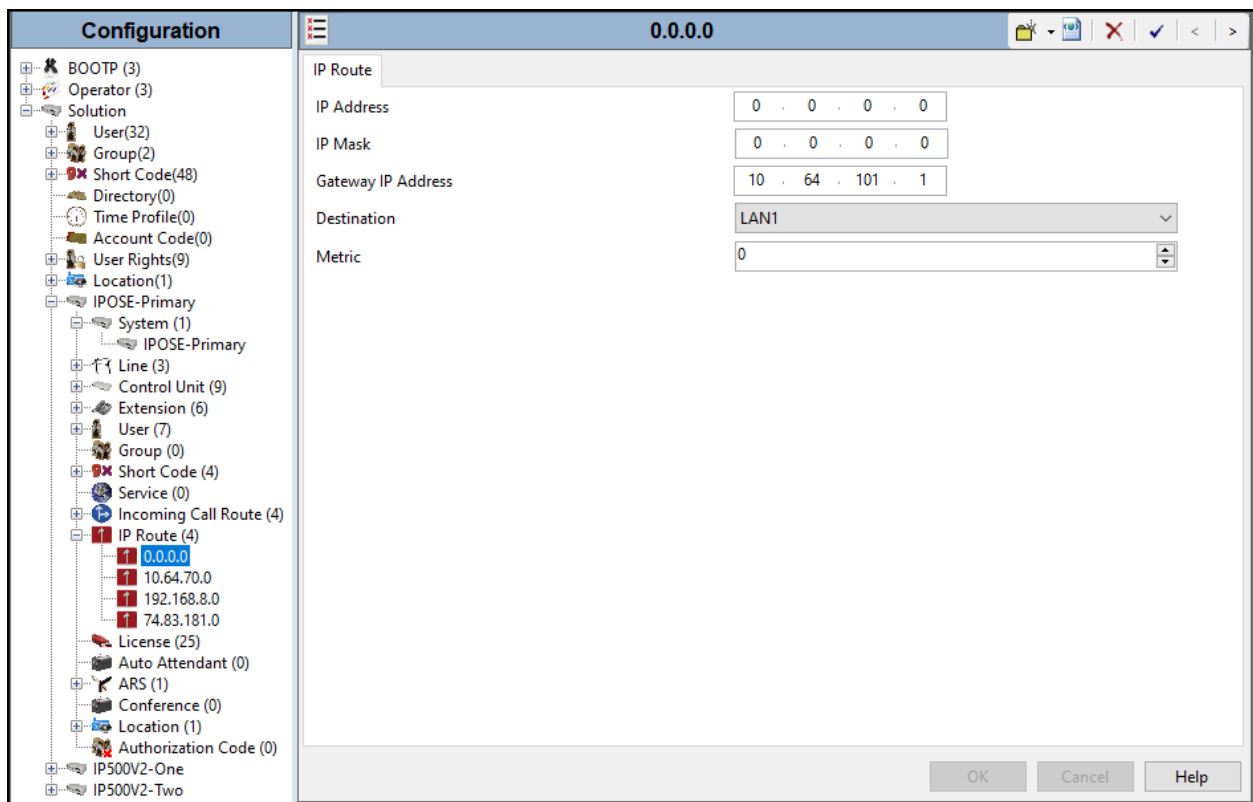 Configuration
0.0.0.0
BOOTP (3)
Operator (3)
Solution
User(32)
Group(2)
Short Code(48)
Directory(0)
Time Profile(0)
Account Code(0)
User Rights(9)
Location(1)
IPOSE-Primary
System (1)
IPOSE-Primary
Line (3)
Control Unit (9)
Extension (6)
User (7)
Group (0)
Short Code (4)
Service (0)
Incoming Call Route (4)
IP Route (4)
0.0.0.0
10.64.70.0
192.168.8.0
74.83.181.0
License (25)
Auto Attendant (0)
ARS (1)
Conference (0)
Location (1)
Authorization Code (0)
IP500V2-One
IP500V2-Two
IP Route
IP Address 0 . 0 . 0 . 0
IP Mask 0 . 0 . 0 . 0
Gateway IP Address 10 . 64 . 101 . 1
Destination LAN1
Metric 0
OK Cancel Help